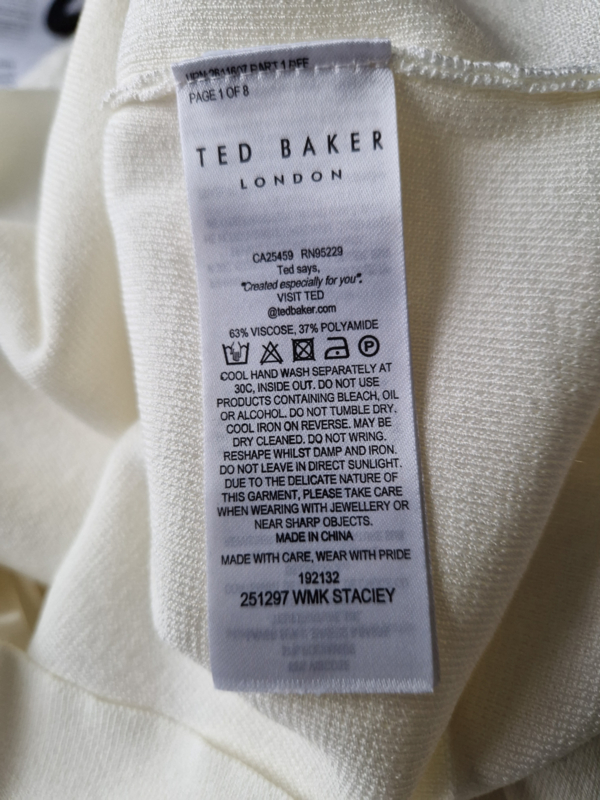 PART 1 REF
PAGE 1 OF 8
TED BAKER
LONDON
CA25459 RN95229
Ted says,
"Created especially for you".
VISIT TED
@tedbaker.com
63% VISCOSE, 37% POLYAMIDE
P
COOL HAND WASH SEPARATELY AT
30C, INSIDE OUT. DO NOT USE
PRODUCTS CONTAINING BLEACH, OIL
OR ALCOHOL. DO NOT TUMBLE DRY.
COOL IRON ON REVERSE. MAY BE
DRY CLEANED. DO NOT WRING.
RESHAPE WHILST DAMP AND IRON.
DO NOT LEAVE IN DIRECT SUNLIGHT.
DUE TO THE DELICATE NATURE OF
THIS GARMENT, PLEASE TAKE CARE
WHEN WEARING WITH JEWELLERY OR
NEAR SHARP OBJECTS.
MADE IN CHINA
MADE WITH CARE, WEAR WITH PRIDE
192132
251297 WMK STACIEY